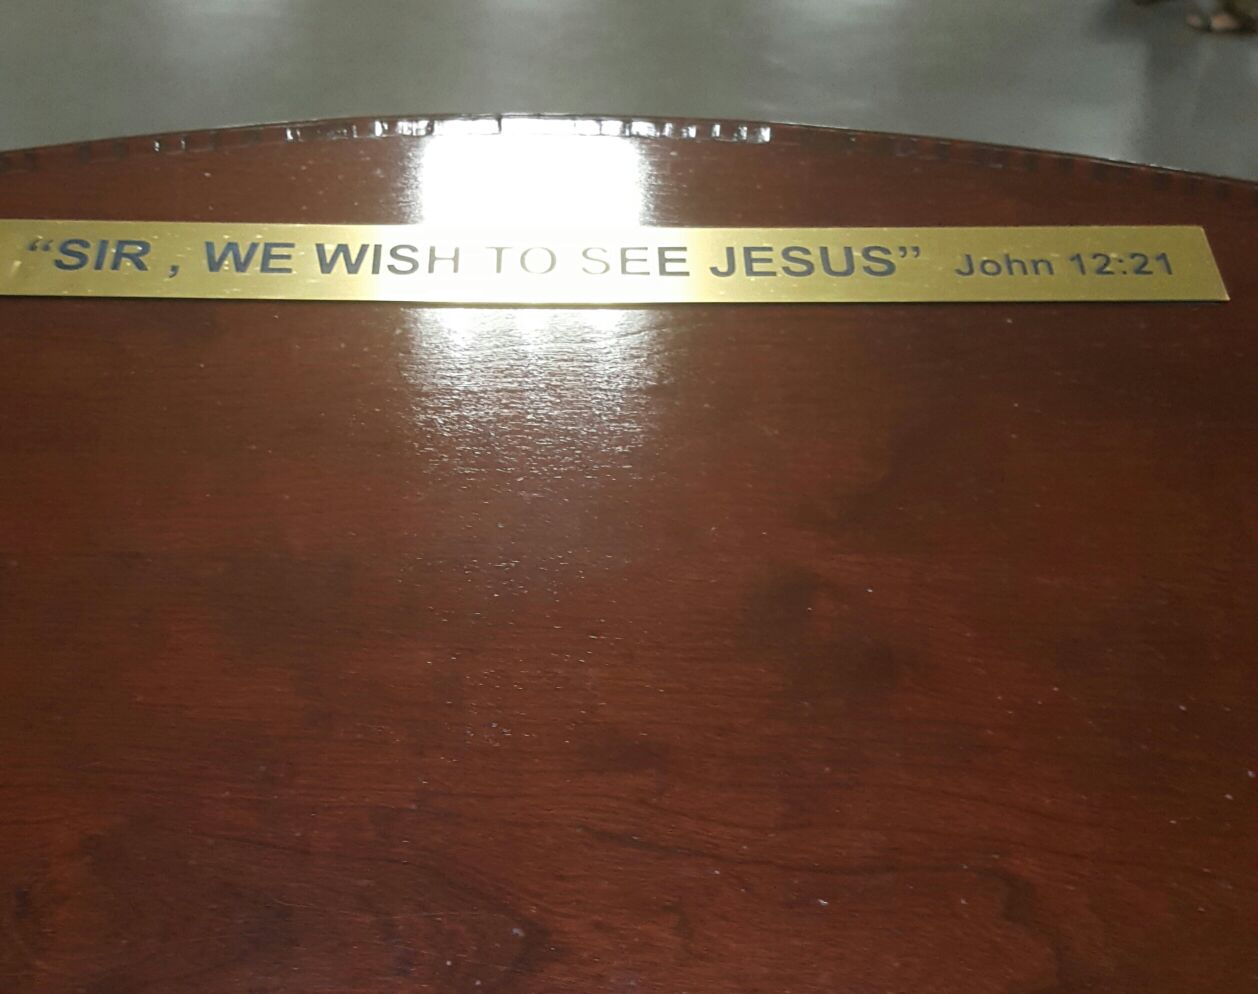 “SIR , WE WISH TO SEE JESUS” John 12:21